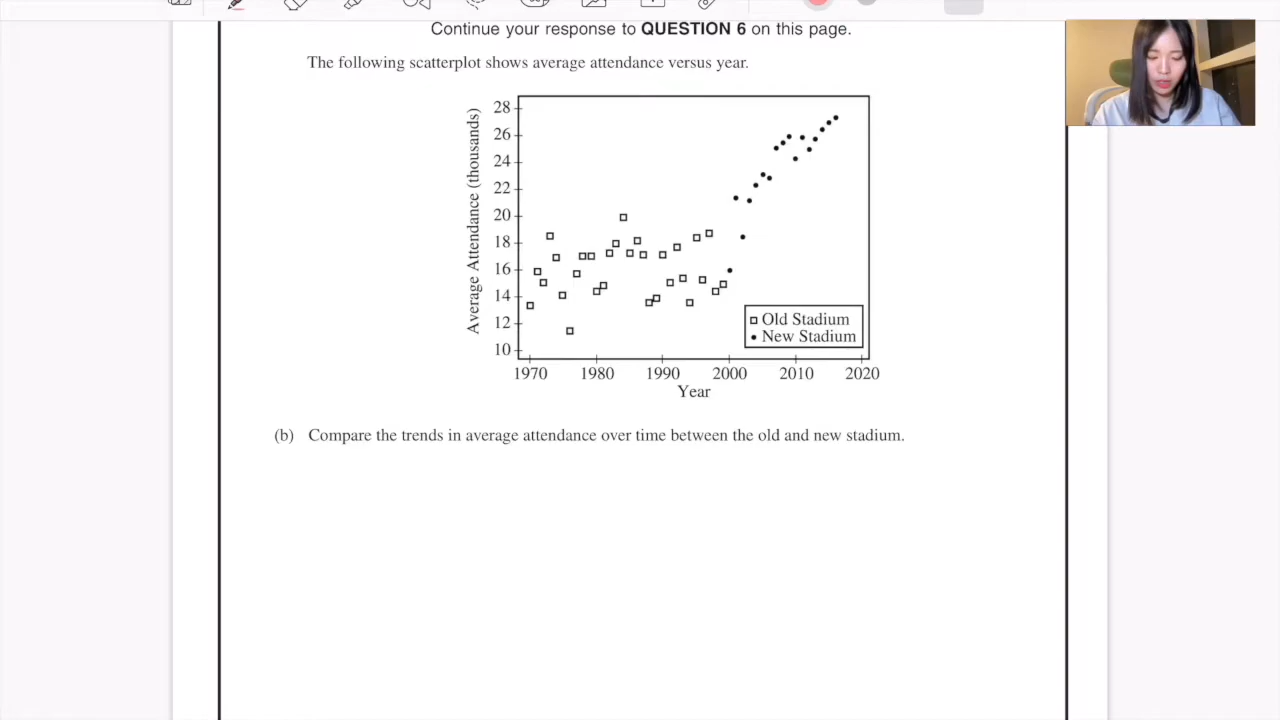 Continue your response to QUESTION 6 on this page.
The following scatterplot shows average attendance versus year.
Average Attendance (thousands)
28
26
24
22
20
18
16
14
12
10
Old Stadium
New Stadium
1970 1980 1990 2000 2010 2020
Year
(b) Compare the trends in average attendance over time between the old and new stadium.